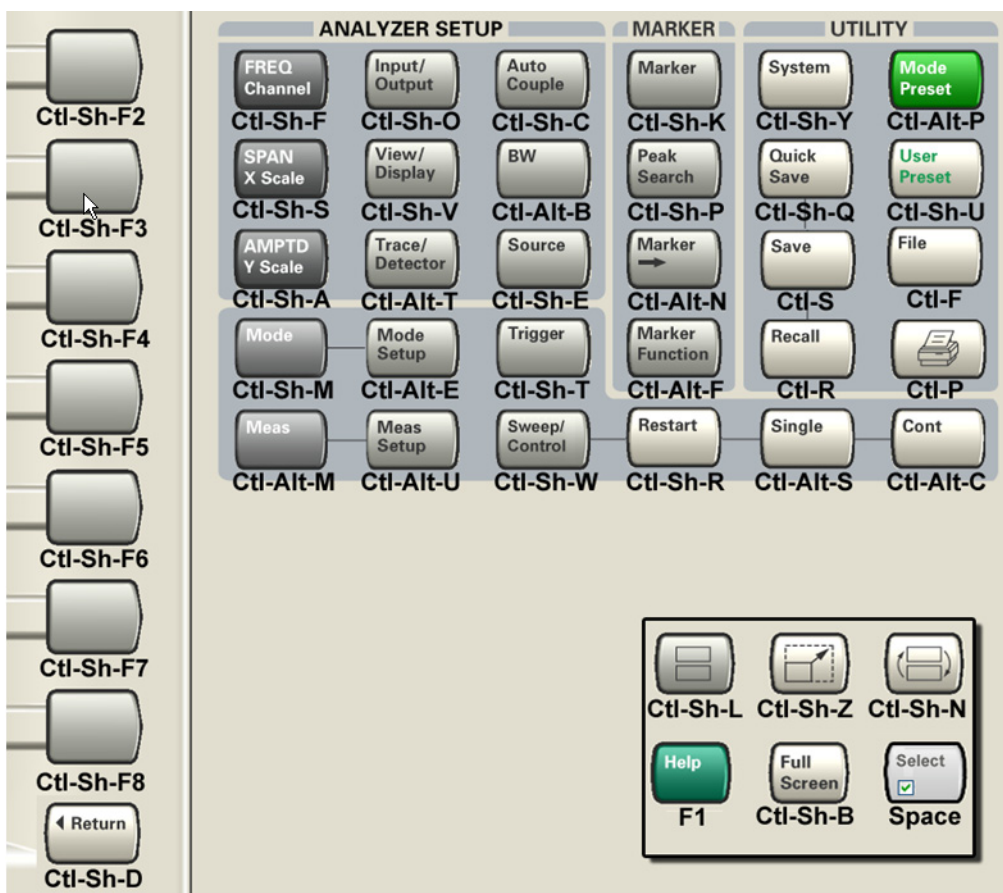 ANALYZER SETUP MARKER UTILITY
FREQ Channel
Input/ Output
Auto Couple
Marker
System
Mode Preset
Ctl-Sh-F Ctl-Sh-O Ctl-Sh-C Ctl-Sh-K Ctl-Sh-Y Ctl-Alt-P
SPAN X Scale
View/ Display
BW
Peak Search
Quick Save
User Preset
Ctl-Sh-S Ctl-Sh-V Ctl-Alt-B Ctl-Sh-P Ctl-Sh-Q Ctl-Sh-U
AMPTD Y Scale
Trace/ Detector
Source
Marker
Save
File
Ctl-Sh-A Ctl-Alt-T Ctl-Sh-E Ctl-Alt-N Ctl-S Ctl-F
Mode
Mode Setup
Trigger
Marker Function
Recall
Ctl-Sh-M Ctl-Alt-E Ctl-Sh-T Ctl-Alt-F Ctl-R Ctl-P
Meas
Meas Setup
Sweep/ Control
Restart
Single
Cont
Ctl-Alt-M Ctl-Alt-U Ctl-Sh-W Ctl-Sh-R Ctl-Alt-S Ctl-Alt-C
Ctl-Sh-F2
Ctl-Sh-F3
Ctl-Sh-F4
Ctl-Sh-F5
Ctl-Sh-F6
Ctl-Sh-F7
Ctl-Sh-F8
Return
Ctl-Sh-D
Ctl-Sh-L Ctl-Sh-Z Ctl-Sh-N
Help
Full Screen
Select
F1 Ctl-Sh-B Space